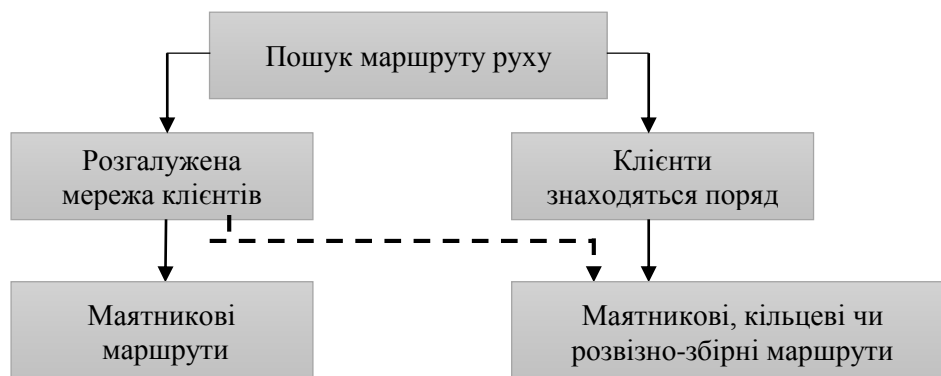 Пошук маршруту руху
Розгалужена
мережа клієнтів
Клієнти
знаходяться поряд
Маятникові
маршрути
Маятникові, кільцеві чи
розвізно-збірні маршрути